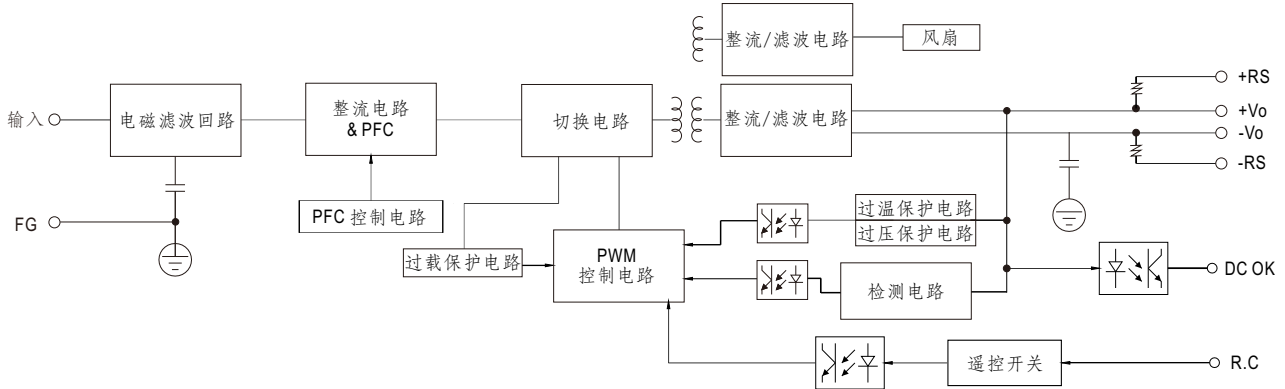 整流/滤波电路
风扇
+RS
输入
电磁滤波回路
整流电路
& PFC
切换电路
整流/滤波电路
+Vo
-Vo
-RS
FG
PFC 控制电路
过温保护电路
过压保护电路
过载保护电路
PWM
控制电路
检测电路
DC OK
遥控开关
R.C